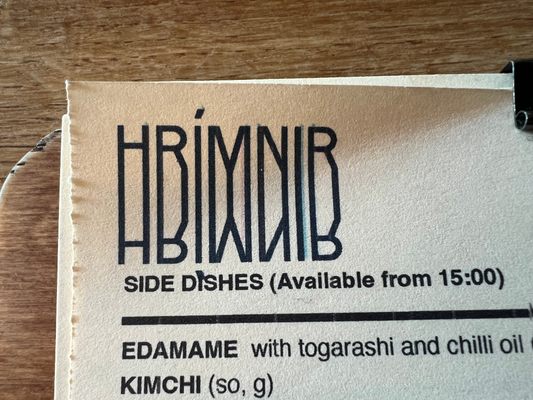 HRÍMNIR
SIDE DISHES (Available from 15:00)
EDAMAME with togarashi and chilli oil
KIMCHI (so, g)